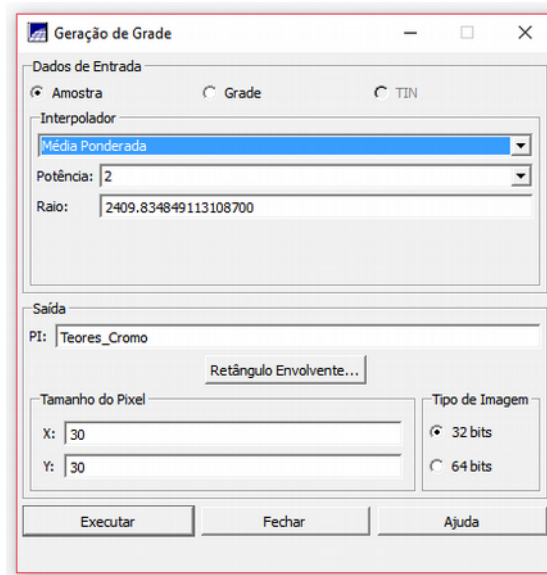 Geração de Grade
Dados de Entrada
Amostra Grade TIN
Interpolador
Média Ponderada
Potência: 2
Raio: 2409.834849113108700
Saída
PI: Teores_Cromo
Retângulo Envolvente...
Tamanho do Pixel Tipo de Imagem
X: 30 32 bits
Y: 30 64 bits
Executar Fechar Ajuda